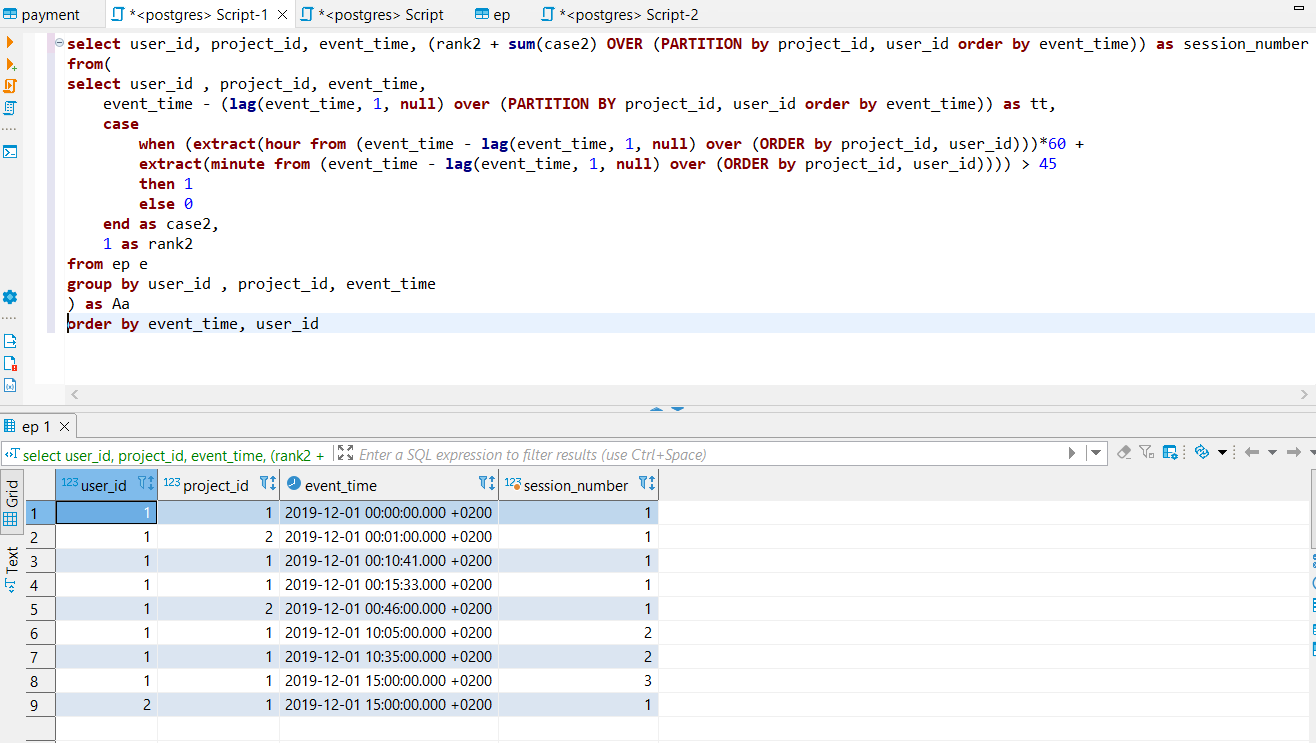 payment
*<postgres> Script-1
*<postgres> Script
ep
*<postgres> Script-2
select user_id, project_id, event_time, (rank2 + sum(case2) OVER (PARTITION by project_id, user_id order by event_time)) as session_number
from(
select user_id , project_id, event_time,
event_time - (lag(event_time, 1, null) over (PARTITION BY project_id, user_id order by event_time)) as tt,
case
when (extract(hour from (event_time - lag(event_time, 1, null) over (ORDER by project_id, user_id)))*60 +
extract(minute from (event_time - lag(event_time, 1, null) over (ORDER by project_id, user_id)))) > 45
then 1
else 0
end as case2,
1 as rank2
from ep e
group by user_id , project_id, event_time
) as Aa
order by event_time, user_id
ep 1
select user_id, project_id, event_time, (rank2 +
Enter a SQL expression to filter results (use Ctrl+Space)
Grid
Text
123 user_id 123 project_id event_time 123 session_number
1 1 1 2019-12-01 00:00:00.000 +0200 1
2 1 2 2019-12-01 00:01:00.000 +0200 1
3 1 1 2019-12-01 00:10:41.000 +0200 1
4 1 1 2019-12-01 00:15:33.000 +0200 1
5 1 2 2019-12-01 00:46:00.000 +0200 1
6 1 1 2019-12-01 10:05:00.000 +0200 2
7 1 1 2019-12-01 10:35:00.000 +0200 2
8 1 1 2019-12-01 15:00:00.000 +0200 3
9 2 1 2019-12-01 15:00:00.000 +0200 1